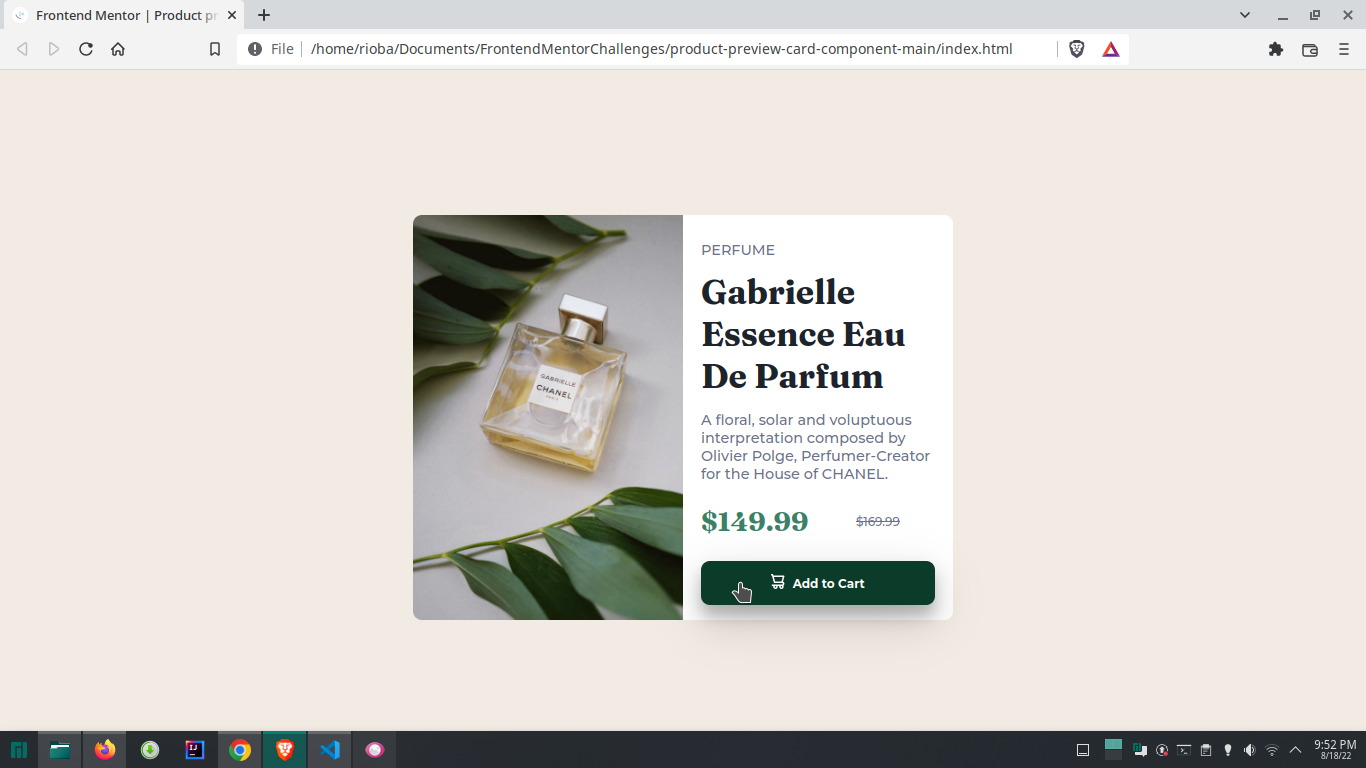 Frontend Mentor | Product pr
File
/home/rioba/Documents/FrontendMentorChallenges/product-preview-card-component-main/index.html
GABRIELLE
CHANEL
PARIS
PERFUME
Gabrielle
Essence Eau
De Parfum
A floral, solar and voluptuous
interpretation composed by
Olivier Polge, Perfumer-Creator
for the House of CHANEL.
$149.99
$169.99
Add to Cart
9:52 PM
8/18/22